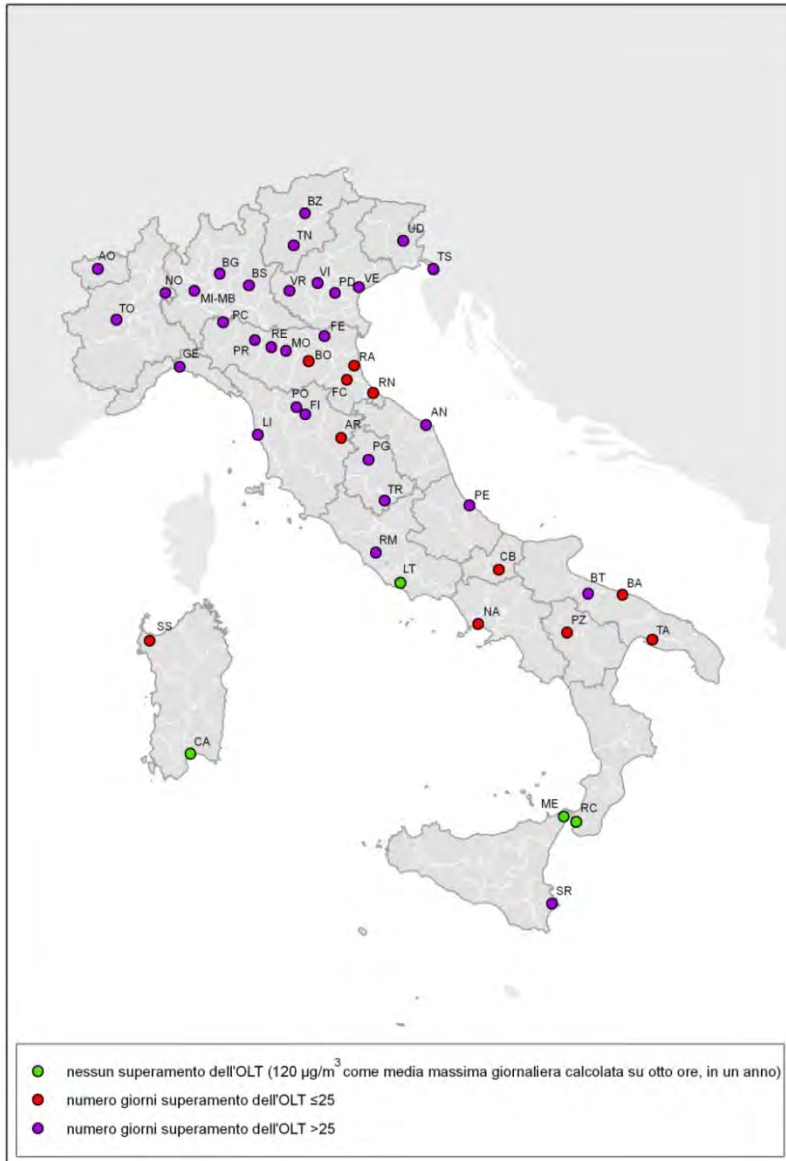 BZ
TN
UD
AO
BG
TS
NO
BS
VR
VI
PD
VE
MI-MB
TO
PC
FE
RE
MO
PR
BO
RA
GE
FC
RN
PO
FI
AN
LI
AR
PG
TR
PE
RM
CB
LT
BT
BA
NA
PZ
TA
SS
CA
ME
RC
SR
nessun superamento dell'OLT (120 µg/m³ come media massima giornaliera calcolata su otto ore, in un anno)
numero giorni superamento dell'OLT ≤25
numero giorni superamento dell'OLT >25